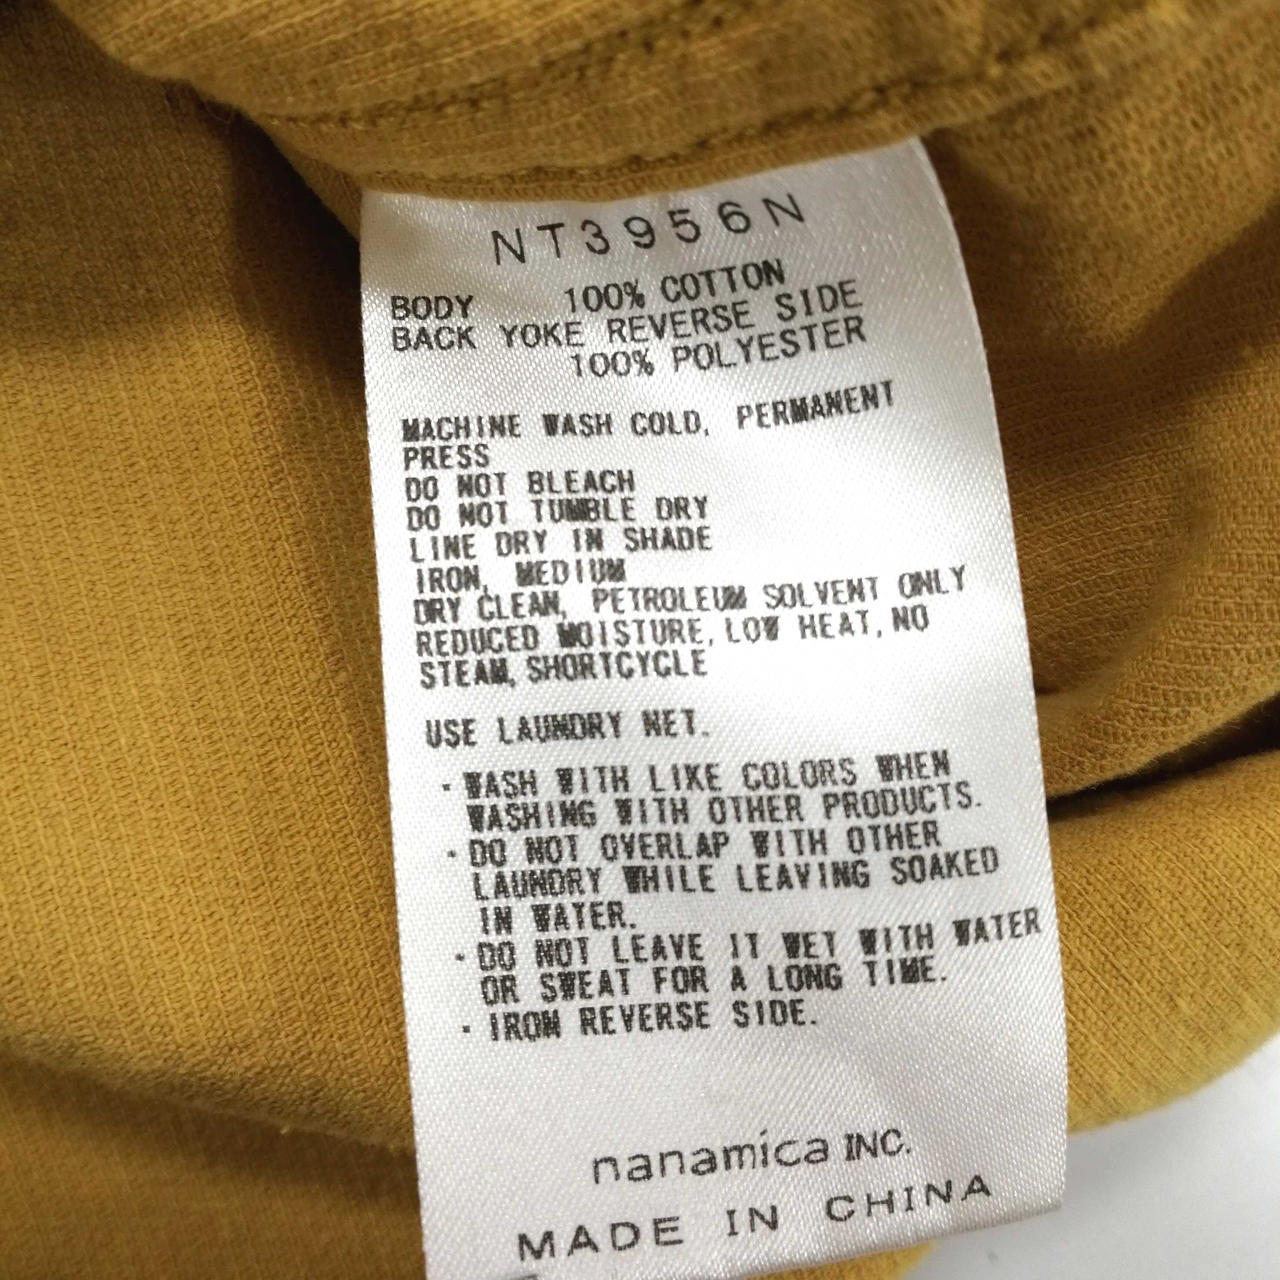 NT3956N
BODY 100% COTTON
BACK YOKE REVERSE SIDE
100% POLYESTER
MACHINE WASH COLD, PERMANENT
PRESS
DO NOT BLEACH
DO NOT TUMBLE DRY
LINE DRY IN SHADE
IRON, MEDIUM
DRY CLEAN, PETROLEUM SOLVENT ONLY
REDUCED MOISTURE, LOW HEAT, NO
STEAM, SHORTCYCLE
USE LAUNDRY NET.
・WASH WITH LIKE COLORS WHEN
WASHING WITH OTHER PRODUCTS.
・DO NOT OVERLAP WITH OTHER
LAUNDRY WHILE LEAVING SOAKED
IN WATER.
・DO NOT LEAVE IT WET WITH WATER
OR SWEAT FOR A LONG TIME.
・IRON REVERSE SIDE.
nanamica INC.
MADE IN CHINA